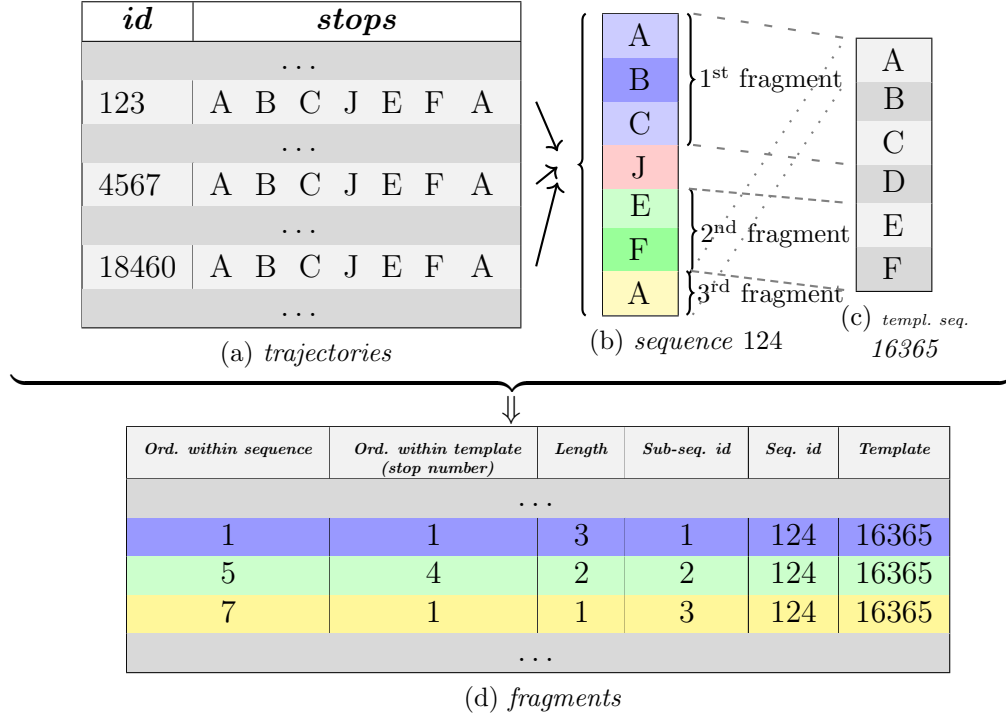 id stops
. . .
123 A B C J E F A
. . .
4567 A B C J E F A
. . .
18460 A B C J E F A
. . .
(a) trajectories
A
B
C
J
E
F
A
1st fragment
2nd fragment
3rd fragment
(b) sequence 124
A
B
C
D
E
F
(c) templ. seq.
16365
⇓
Ord. within sequence Ord. within template Length Sub-seq. id Seq. id Template
(stop number)
. . .
1 1 3 1 124 16365
5 4 2 2 124 16365
7 1 1 3 124 16365
. . .
(d) fragments